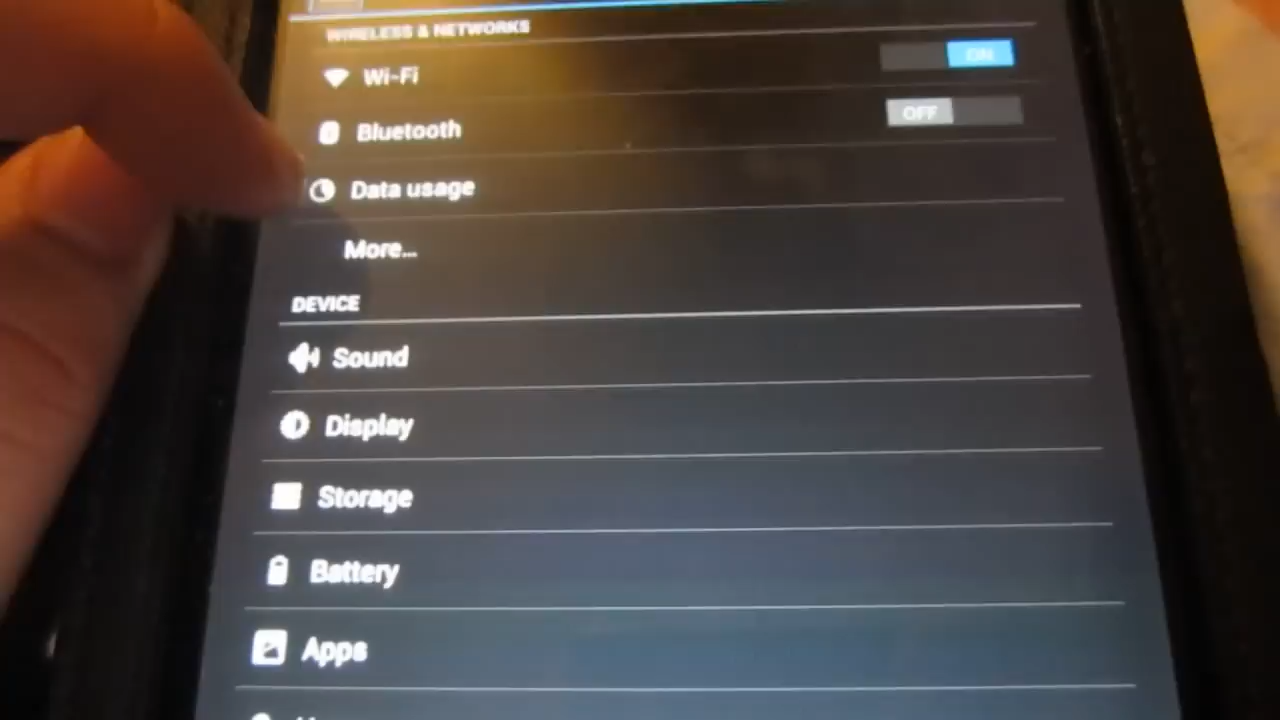 WIRELESS & NETWORKS
Wi-Fi
ON
Bluetooth
OFF
Data usage
More...
DEVICE
Sound
Display
Storage
Battery
Apps